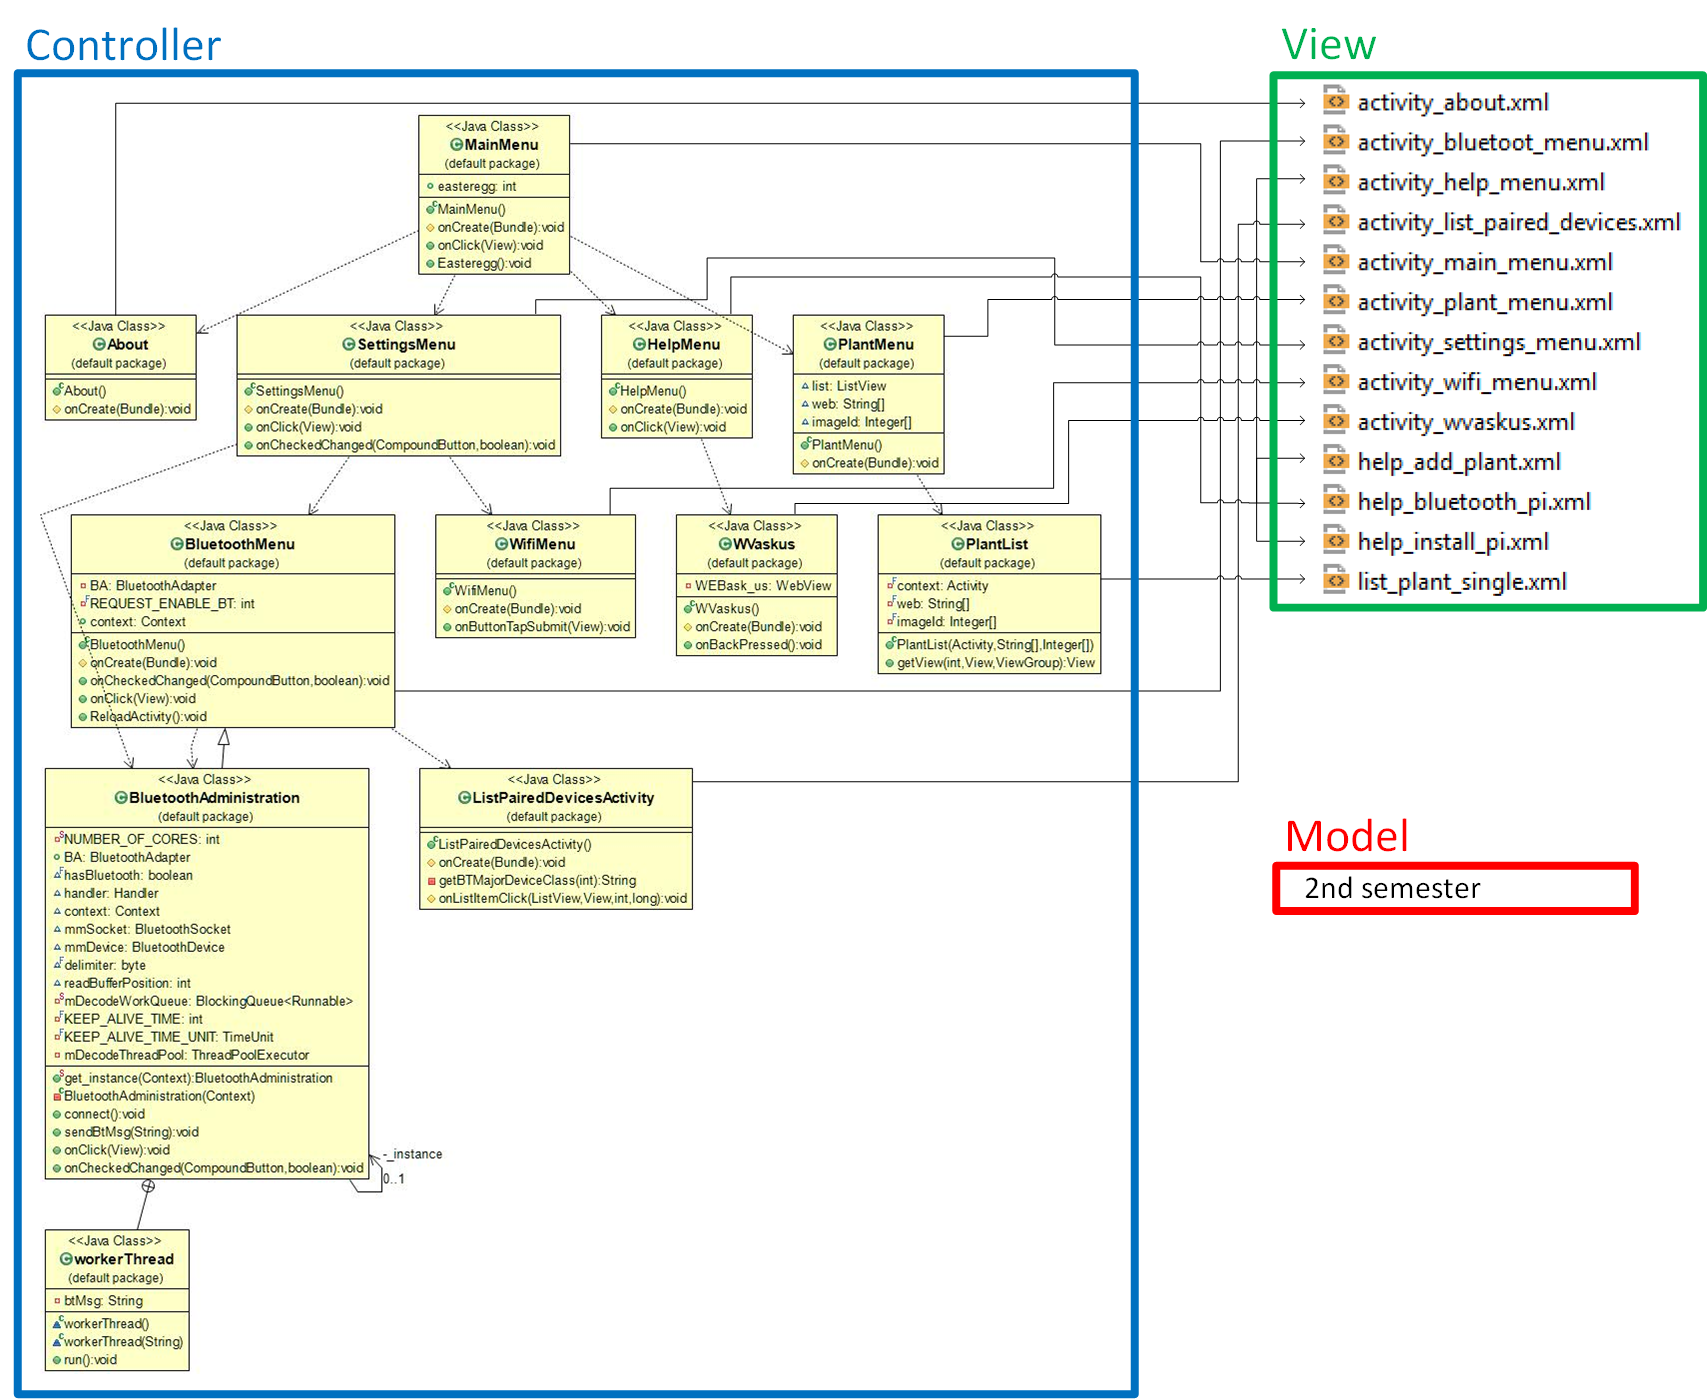 Controller
View
<<Java Class>>
MainMenu
(default package)
easteregg: int
MainMenu()
onCreate(Bundle):void
onClick(View):void
Easteregg():void
<<Java Class>>
About
(default package)
About()
onCreate(Bundle):void
<<Java Class>>
SettingsMenu
(default package)
SettingsMenu()
onCreate(Bundle):void
onClick(View):void
onCheckedChanged(CompoundButton,boolean):void
<<Java Class>>
HelpMenu
(default package)
HelpMenu()
onCreate(Bundle):void
onClick(View):void
<<Java Class>>
PlantMenu
(default package)
list: ListView
web: String[]
imageId: Integer[]
PlantMenu()
onCreate(Bundle):void
<<Java Class>>
BluetoothMenu
(default package)
BA: BluetoothAdapter
REQUEST_ENABLE_BT: int
context: Context
BluetoothMenu()
onCreate(Bundle):void
onCheckedChanged(CompoundButton,boolean):void
onClick(View):void
ReloadActivity():void
<<Java Class>>
WifiMenu
(default package)
WifiMenu()
onCreate(Bundle):void
onButtonTapSubmit(View):void
<<Java Class>>
WVaskus
(default package)
WEBask_us: WebView
WVaskus()
onCreate(Bundle):void
onBackPressed():void
<<Java Class>>
PlantList
(default package)
context: Activity
web: String[]
imageId: Integer[]
PlantList(Activity,String[],Integer[])
getView(int,View,ViewGroup):View
<<Java Class>>
BluetoothAdministration
(default package)
NUMBER_OF_CORES: int
BA: BluetoothAdapter
hasBluetooth: boolean
handler: Handler
context: Context
mmSocket: BluetoothSocket
mmDevice: BluetoothDevice
delimiter: byte
readBufferPosition: int
mDecodeWorkQueue: BlockingQueue<Runnable>
KEEP_ALIVE_TIME: int
KEEP_ALIVE_TIME_UNIT: TimeUnit
mDecodeThreadPool: ThreadPoolExecutor
get_instance(Context):BluetoothAdministration
BluetoothAdministration(Context)
connect():void
sendBtMsg(String):void
onClick(View):void
onCheckedChanged(CompoundButton,boolean):void
-_instance
0..1
<<Java Class>>
ListPairedDevicesActivity
(default package)
ListPairedDevicesActivity()
onCreate(Bundle):void
getBTMajorDeviceClass(int):String
onListItemClick(ListView,View,int,long):void
<<Java Class>>
workerThread
(default package)
btMsg: String
workerThread()
workerThread(String)
run():void
activity_about.xml
activity_bluetoot_menu.xml
activity_help_menu.xml
activity_list_paired_devices.xml
activity_main_menu.xml
activity_plant_menu.xml
activity_settings_menu.xml
activity_wifi_menu.xml
activity_wvaskus.xml
help_add_plant.xml
help_bluetooth_pi.xml
help_install_pi.xml
list_plant_single.xml
Model
2nd semester